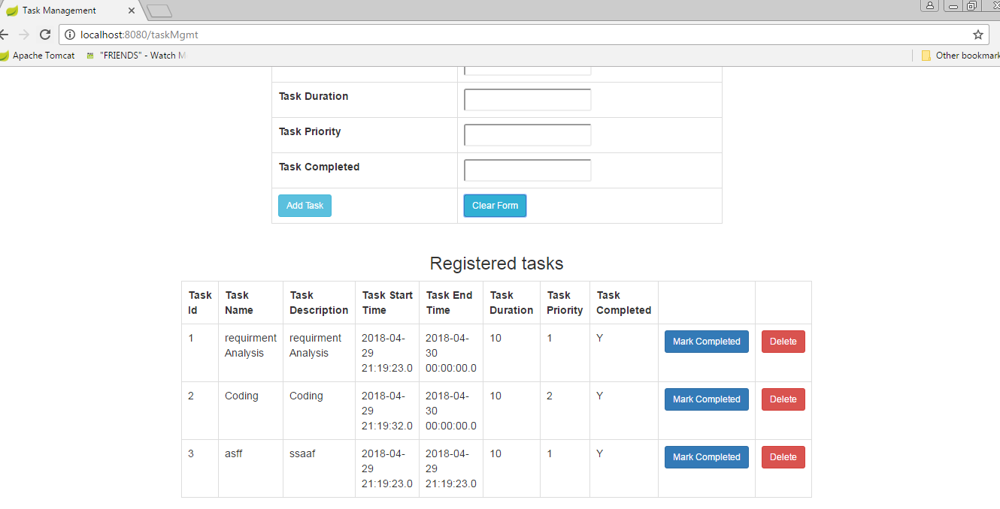 Task Management
localhost:8080/taskMgmt
Apache Tomcat "FRIENDS" - Watch M
Other bookmark
Task Duration
Task Priority
Task Completed
Add Task Clear Form
Registered tasks
Task Task Task Task Start Task End Task Task Task
Id Name Description Time Time Duration Priority Completed
1 requirment requirment 2018-04- 2018-04- 10 1 Y Mark Completed Delete
Analysis Analysis 29 30
21:19:23.0 00:00:00.0
2 Coding Coding 2018-04- 2018-04- 10 2 Y Mark Completed Delete
29 30
21:19:32.0 00:00:00.0
3 asff ssaaf 2018-04- 2018-04- 10 1 Y Mark Completed Delete
29 29
21:19:23.0 21:19:23.0